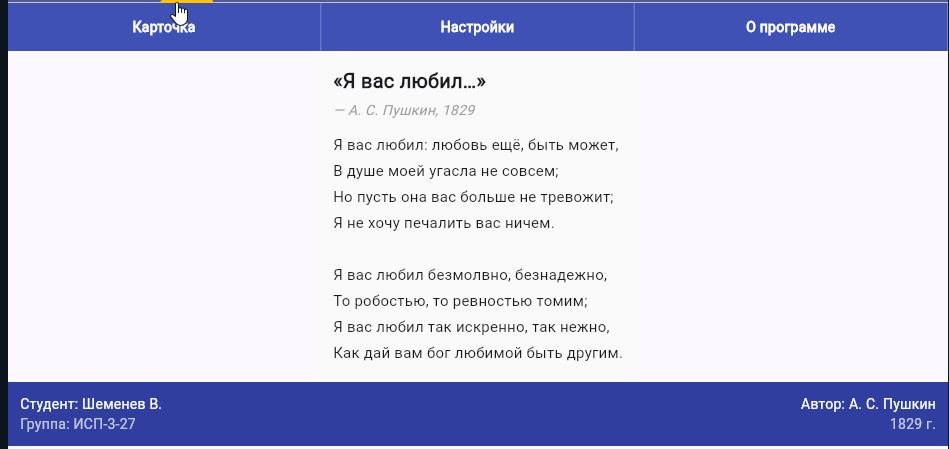 Карточка
Настройки
О программе
«Я вас любил…»
— А. С. Пушкин, 1829
Я вас любил: любовь ещё, быть может,
В душе моей угасла не совсем;
Но пусть она вас больше не тревожит;
Я не хочу печалить вас ничем.
Я вас любил безмолвно, безнадежно,
То робостью, то ревностью томим;
Я вас любил так искренно, так нежно,
Как дай вам бог любимой быть другим.
Студент: Шеменев В.
Группа: ИСП-3-27
Автор: А. С. Пушкин
1829 г.